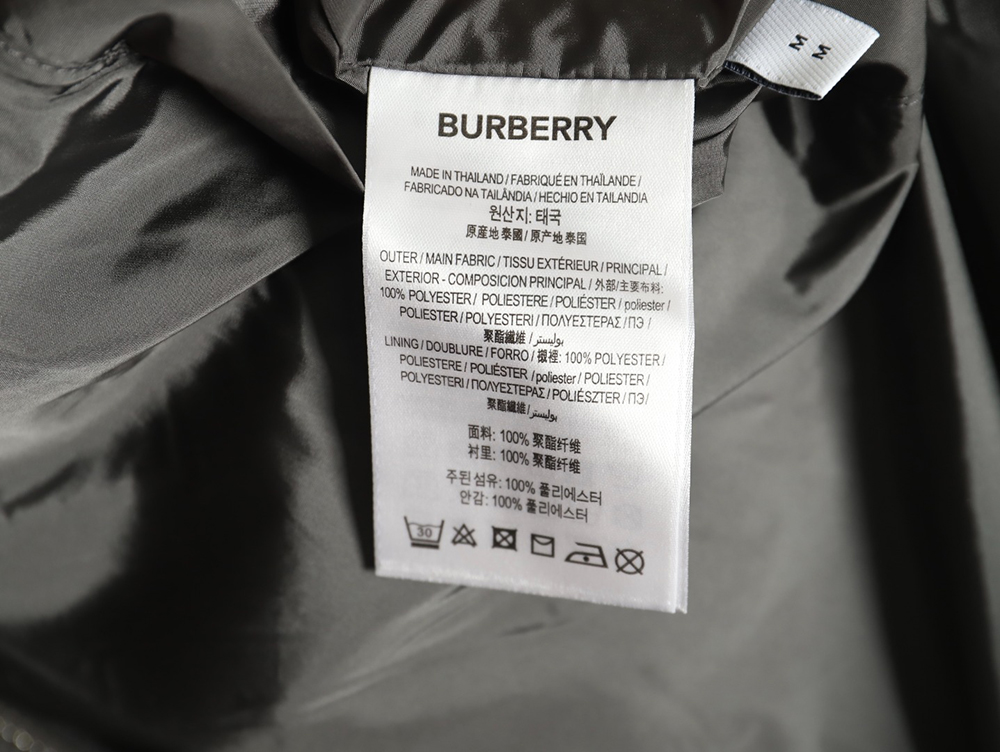 M
M
BURBERRY
MADE IN THAILAND / FABRIQUÉ EN THAÏLANDE /
FABRICADO NA TAILÂNDIA / HECHO EN TAILANDIA
원산지: 태국
原産地 泰國 / 原产地 泰国
OUTER / MAIN FABRIC / TISSU EXTÉRIEUR / PRINCIPAL /
EXTERIOR - COMPOSICION PRINCIPAL / 外部/主要布料:
100% POLYESTER / POLIESTERE / POLIÉSTER / poliester /
POLIESTER / POLYESTERI / ΠΟΛΥΕΣΤΕΡΑΣ / ПЭ /
聚酯纖維 / بوليستر/
LINING / DOUBLURE / FORRO / 襯裡: 100% POLYESTER /
POLIESTERE / POLIÉSTER / poliester / POLIESTER /
POLYESTERI / ΠΟΛΥΕΣΤΕΡΑΣ / POLIÉSZTER / ПЭ /
聚酯纖維 / بوليستر/
面料: 100% 聚酯纤维
衬里: 100% 聚酯纤维
주된 섬유: 100% 폴리에스터
안감: 100% 폴리에스터
30